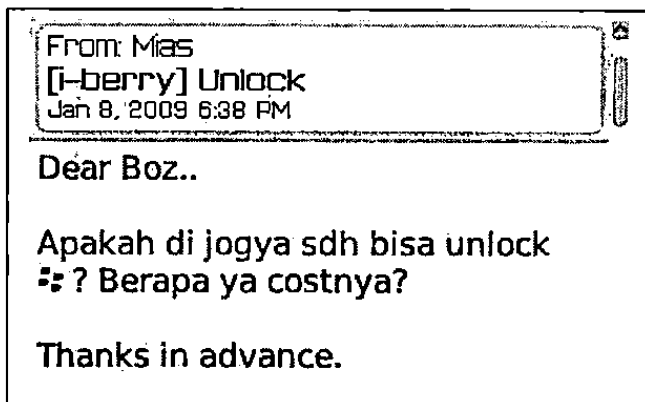 From: Mias
[i-berry] Unlock
Jan 8, 2009 6:38 PM
Dear Boz..
Apakah di jogya sdh bisa unlock
? Berapa ya costnya?
Thanks in advance.